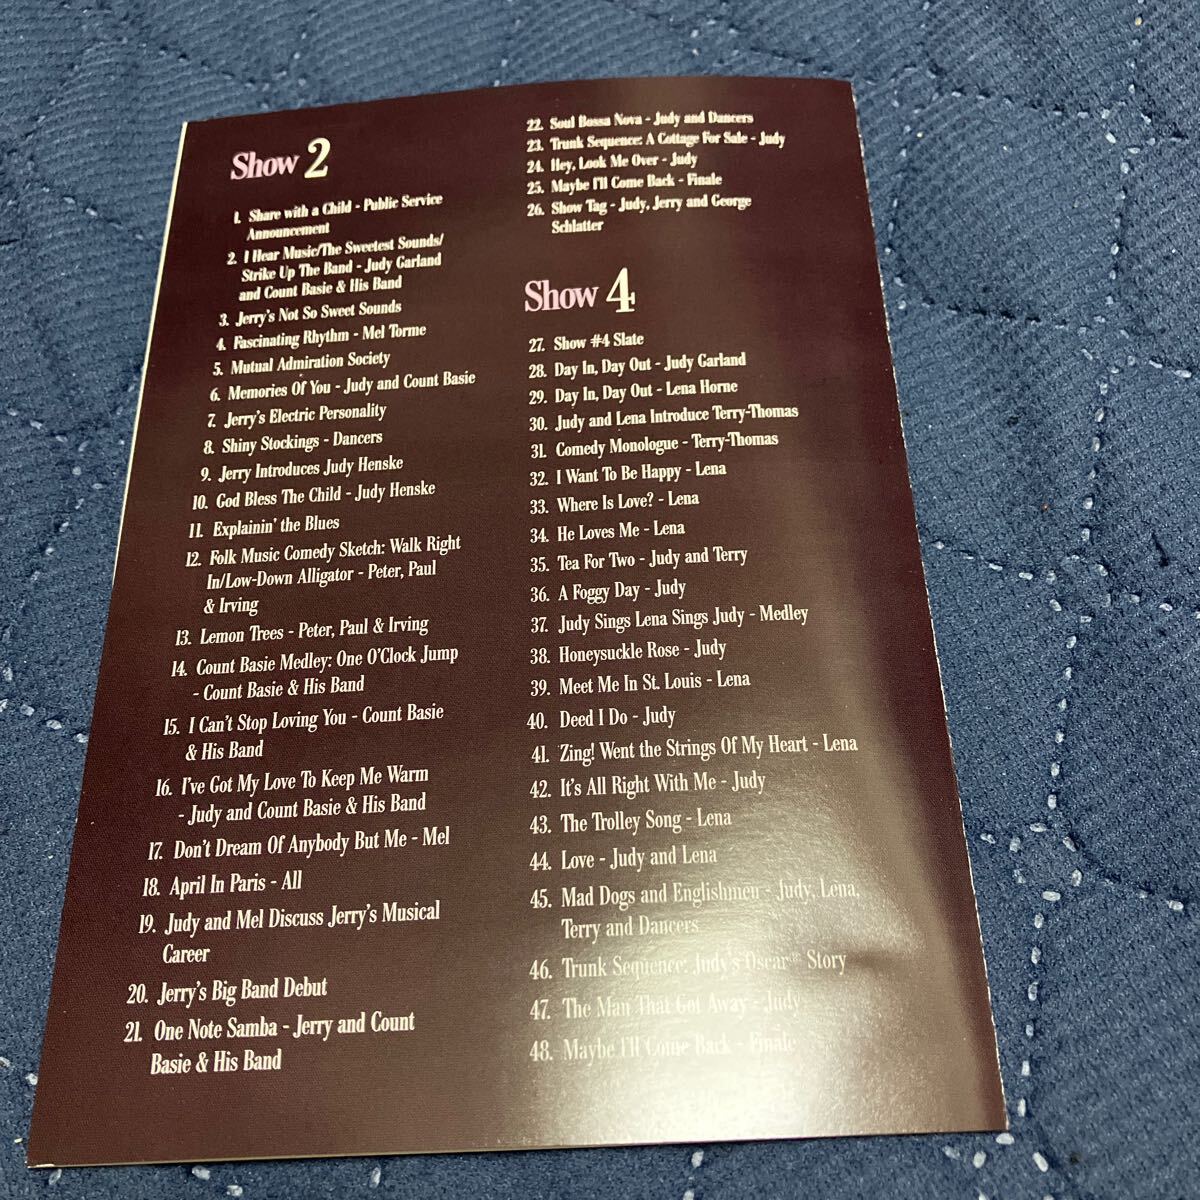 Show 2
1. Share with a Child - Public Service
Announcement
2. I Hear Music/The Sweetest Sounds/
Strike Up The Band - Judy Garland
and Count Basie & His Band
3. Jerry's Not So Sweet Sounds
4. Fascinating Rhythm - Mel Torme
5. Mutual Admiration Society
6. Memories Of You - Judy and Count Basie
7. Jerry's Electric Personality
8. Shiny Stockings - Dancers
9. Jerry Introduces Judy Henske
10. God Bless The Child - Judy Henske
11. Explainin' the Blues
12. Folk Music Comedy Sketch: Walk Right
In/Low-Down Alligator - Peter, Paul
& Irving
13. Lemon Trees - Peter, Paul & Irving
14. Count Basie Medley: One O'Clock Jump
- Count Basie & His Band
15. I Can't Stop Loving You - Count Basie
& His Band
16. I've Got My Love To Keep Me Warm
- Judy and Count Basie & His Band
17. Don't Dream Of Anybody But Me - Mel
18. April In Paris - All
19. Judy and Mel Discuss Jerry's Musical
Career
20. Jerry's Big Band Debut
21. One Note Samba - Jerry and Count
Basie & His Band
22. Soul Bossa Nova - Judy and Dancers
23. Trunk Sequence: A Cottage For Sale - Judy
24. Hey, Look Me Over - Judy
25. Maybe I'll Come Back - Finale
26. Show Tag - Judy, Jerry and George
Schlatter
Show 4
27. Show #4 Slate
28. Day In, Day Out - Judy Garland
29. Day In, Day Out - Lena Horne
30. Judy and Lena Introduce Terry-Thomas
31. Comedy Monologue - Terry-Thomas
32. I Want To Be Happy - Lena
33. Where Is Love? - Lena
34. He Loves Me - Lena
35. Tea For Two - Judy and Terry
36. A Foggy Day - Judy
37. Judy Sings Lena Sings Judy - Medley
38. Honeysuckle Rose - Judy
39. Meet Me In St. Louis - Lena
40. Deed I Do - Judy
41. Zing! Went the Strings Of My Heart - Lena
42. It's All Right With Me - Judy
43. The Trolley Song - Lena
44. Love - Judy and Lena
45. Mad Dogs and Englishmen - Judy, Lena,
Terry and Dancers
46. Trunk Sequence: Judy's Oscar® Story
47. The Man That Got Away - Judy
48. Maybe I'll Come Back - Finale